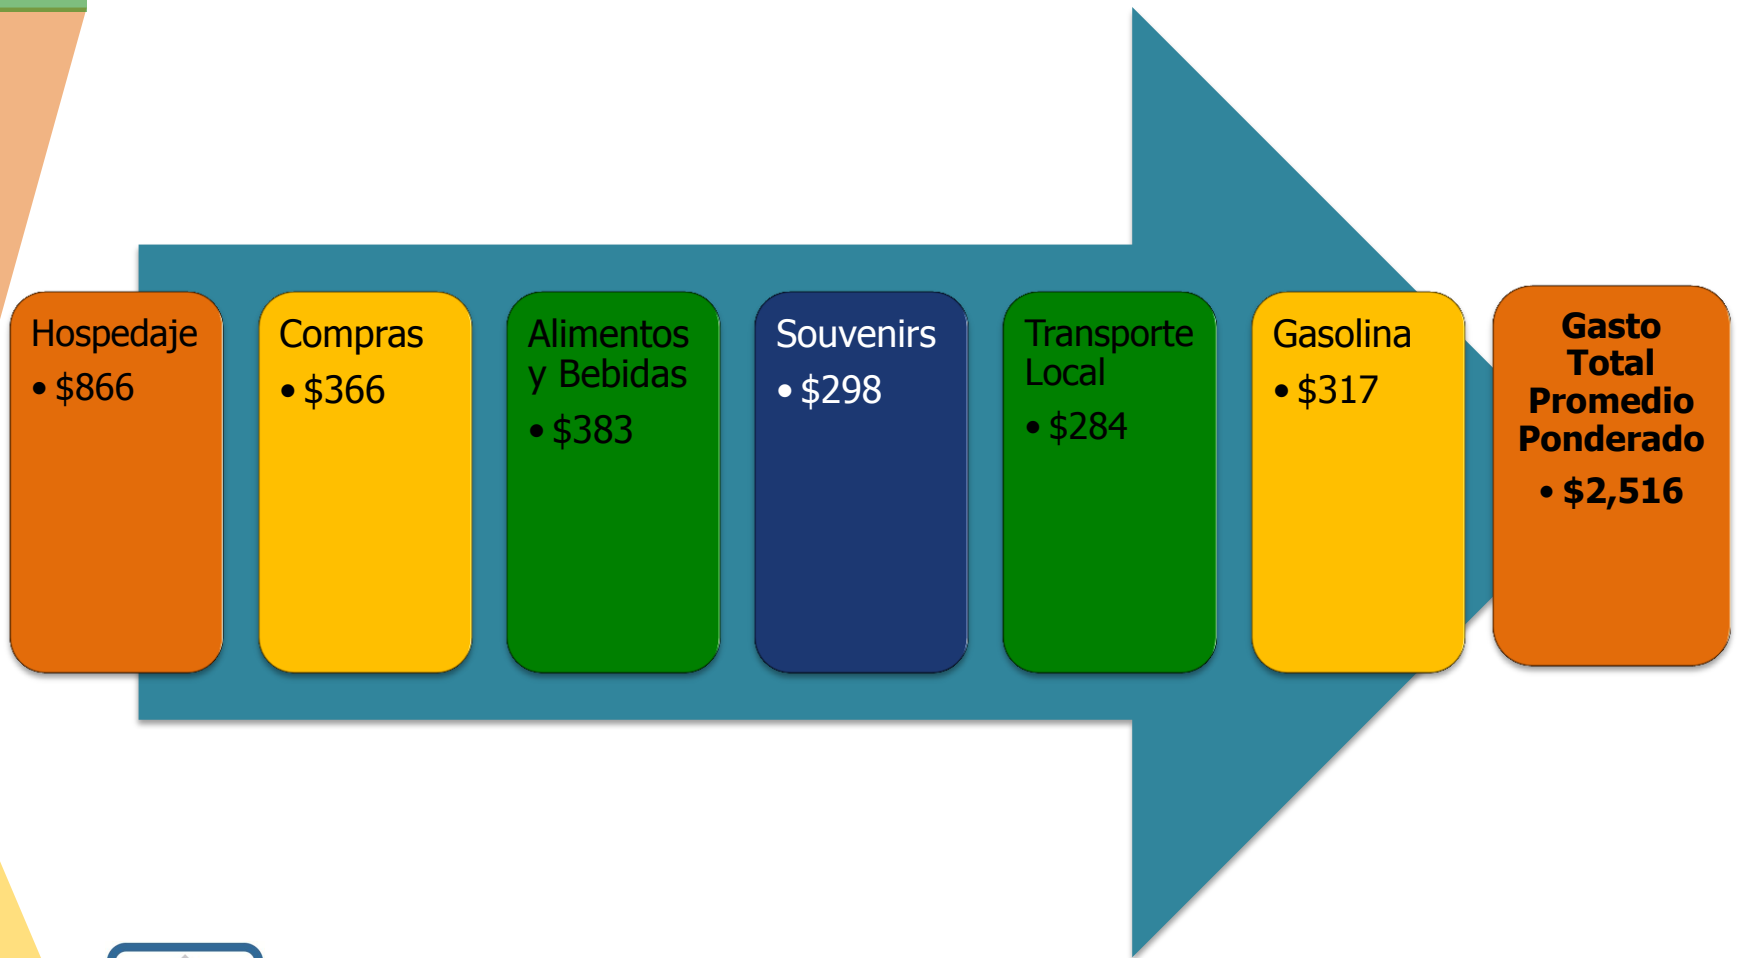 Hospedaje
• $866
Compras
• $366
Alimentos
y Bebidas
• $383
Souvenirs
• $298
Transporte
Local
• $284
Gasolina
• $317
Gasto
Total
Promedio
Ponderado
• $2,516